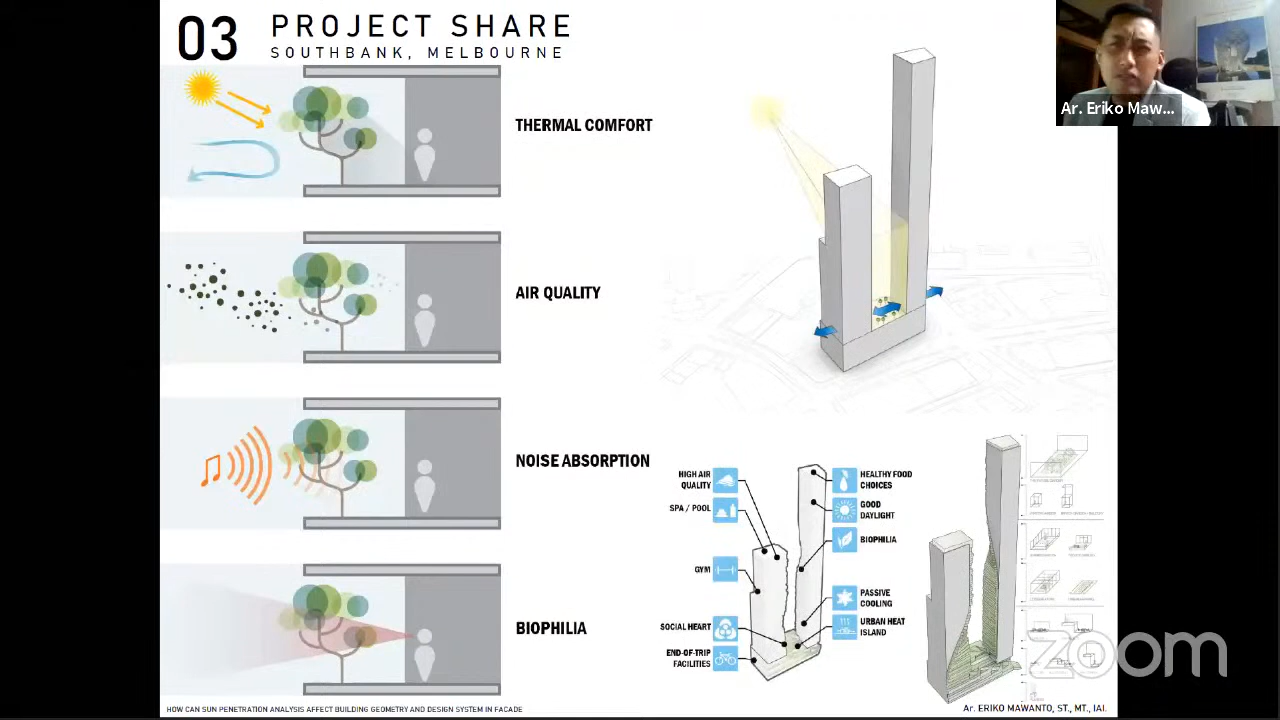 03
PROJECT SHARE
SOUTHBANK, MELBOURNE
Ar. Eriko Maw...
THERMAL COMFORT
AIR QUALITY
NOISE ABSORPTION
BIOPHILIA
HIGH AIR
QUALITY
SPA / POOL
GYM
SOCIAL HEART
END-OF-TRIP
FACILITIES
HEALTHY FOOD
CHOICES
GOOD
DAYLIGHT
BIOPHILIA
PASSIVE
COOLING
URBAN HEAT
ISLAND
zoom
HOW CAN SUN PENETRATION ANALYSIS AFFECT BUILDING GEOMETRY AND DESIGN SYSTEM IN FACADE
Ar. ERIKO MAWANTO, ST., MT., IAI.